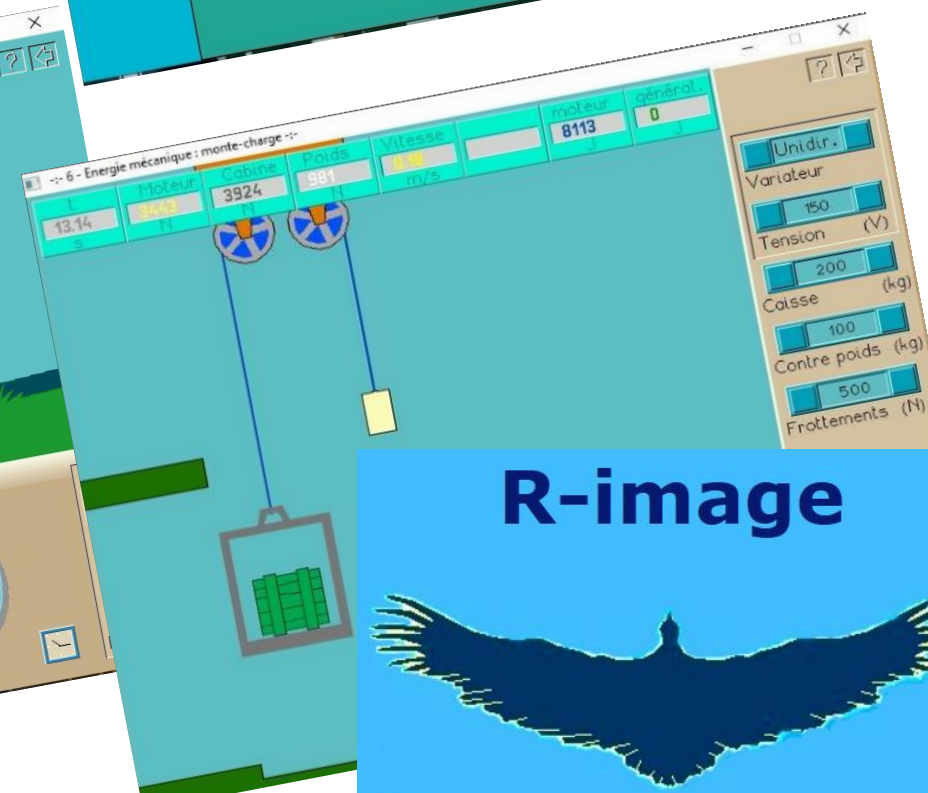 -:- 6 - Energie mécanique : monte-charge -:-
t
13.14
s
Moteur
3443
N
Cabine
3924
N
Poids
981
N
Vitesse
0.18
m/s
moteur
8113
J
générat.
0
J
?
?
Unidir.
Variateur
150
Tension (V)
200
Caisse (kg)
100
Contre poids (kg)
500
Frottements (N)
R-image